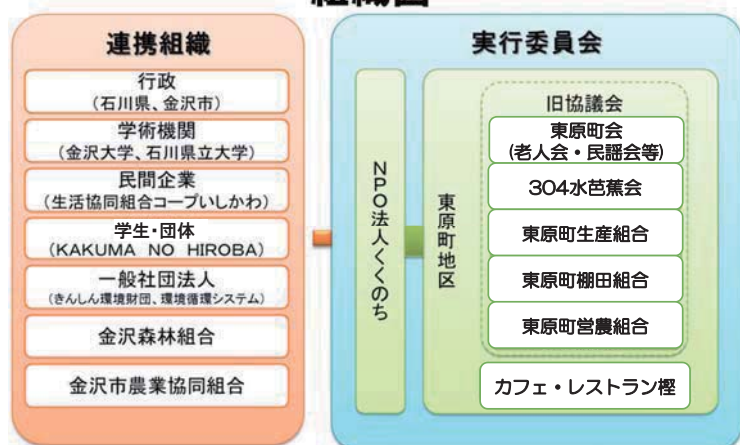 組織図
連携組織
行政
(石川県、金沢市)
学術機関
(金沢大学、石川県立大学)
民間企業
(生活協同組合コープいしかわ)
学生・団体
(KAKUMA NO HIROBA)
一般社団法人
(きんしん環境財団、環境循環システム)
金沢森林組合
金沢市農業協同組合
実行委員会
NPO法人くくのち
東原町地区
旧協議会
東原町会
(老人会・民謡会等)
304水芭蕉会
東原町生産組合
東原町棚田組合
東原町営農組合
カフェ・レストラン樫